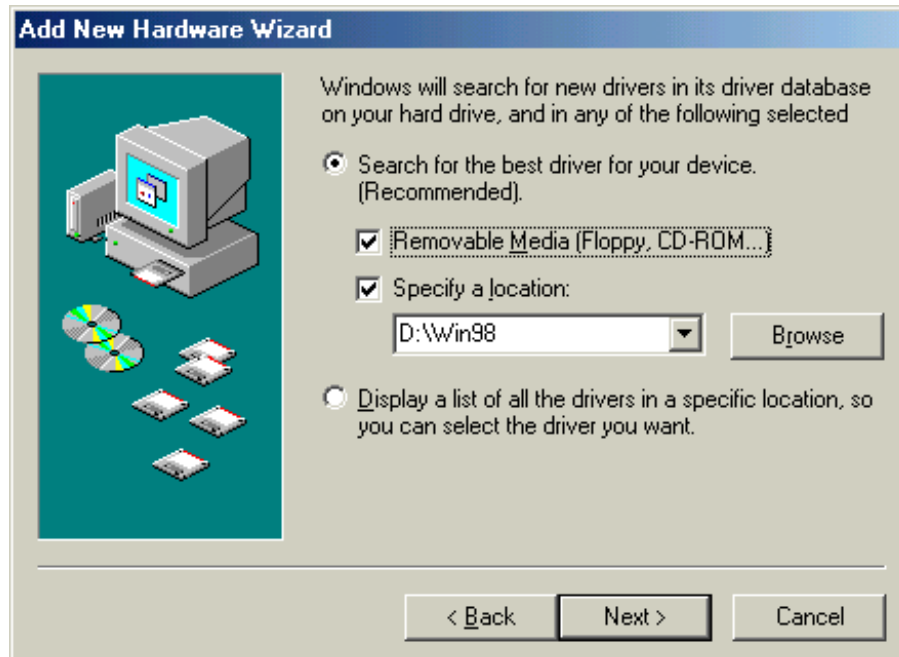 Add New Hardware Wizard
Windows will search for new drivers in its driver database
on your hard drive, and in any of the following selected
Search for the best driver for your device.
(Recommended).
Removable Media (Floppy, CD-ROM...)
Specify a location:
D:\Win98
Browse
Display a list of all the drivers in a specific location, so
you can select the driver you want.
< Back
Next >
Cancel